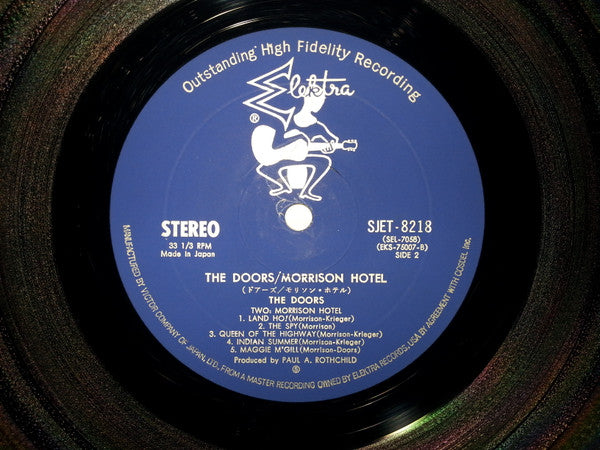 Outstanding High Fidelity Recording
Elektra
®
STEREO
33 1/3 RPM
Made in Japan
SJET-8218
(SEL-7058)
(EKS-75007-B)
SIDE 2
THE DOORS/MORRISON HOTEL
(ドアーズ/モリソン・ホテル)
THE DOORS
TWO: MORRISON HOTEL
1. LAND HO!(Morrison-Krieger)
2. THE SPY(Morrison)
3. QUEEN OF THE HIGHWAY(Morrison-Krieger)
4. INDIAN SUMMER(Morrison-Krieger)
5. MAGGIE M'GILL(Morrison-Doors)
Produced by PAUL A. ROTHCHILD
Ⓢ
MANUFACTURED BY VICTOR COMPANY OF JAPAN, LTD., FROM A MASTER RECORDING OWNED BY ELEKTRA RECORDS, USA BY AGREEMENT WITH COSDEL Inc.